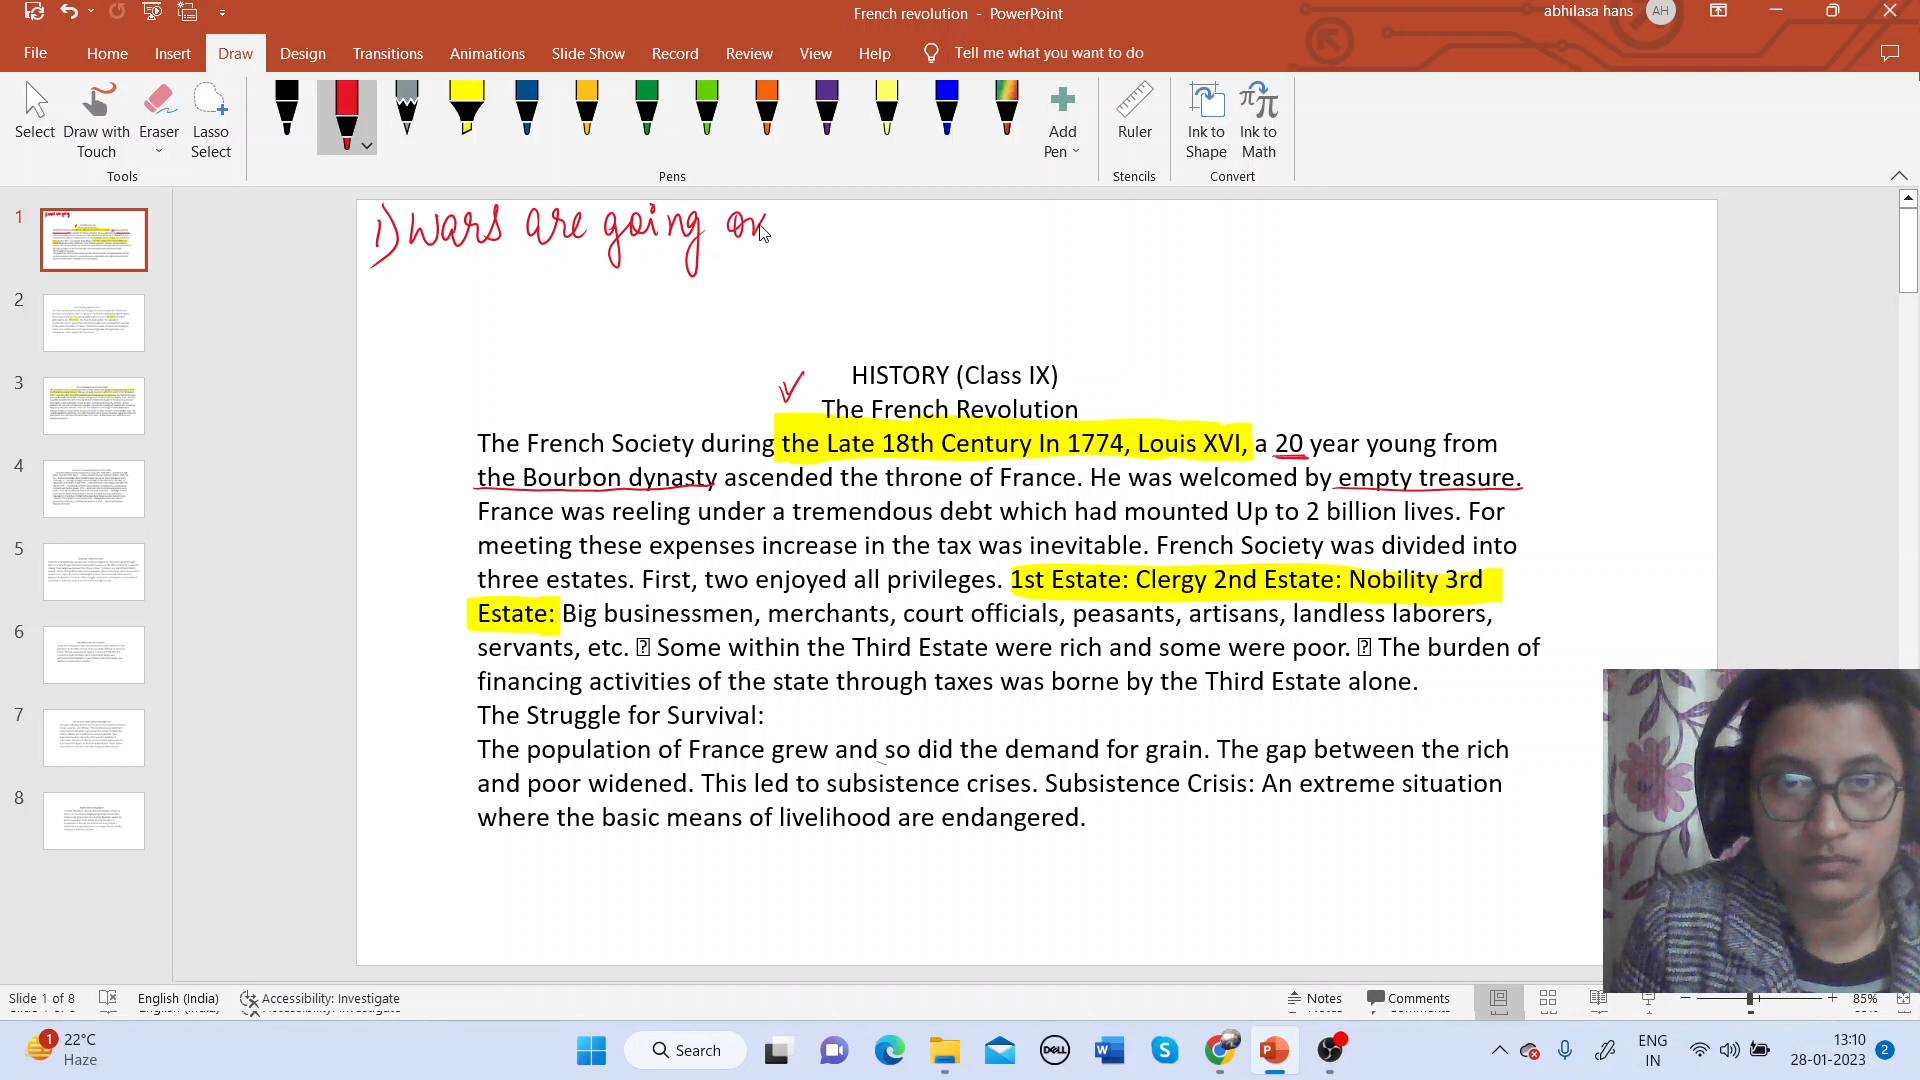 French revolution - PowerPoint
abhilasa hans
AH
File Home Insert Draw Design Transitions Animations Slide Show Record Review View Help Tell me what you want to do
Select
Draw with Touch
Eraser
Lasso Select
Add Pen
Ruler
Ink to Shape
Ink to Math
Tools
Pens
Stencils
Convert
1
2
3
4
5
6
7
8
1) wars are going on
HISTORY (Class IX)
The French Revolution
The French Society during the Late 18th Century In 1774, Louis XVI, a 20 year young from
the Bourbon dynasty ascended the throne of France. He was welcomed by empty treasure.
France was reeling under a tremendous debt which had mounted Up to 2 billion lives. For
meeting these expenses increase in the tax was inevitable. French Society was divided into
three estates. First, two enjoyed all privileges. 1st Estate: Clergy 2nd Estate: Nobility 3rd
Estate: Big businessmen, merchants, court officials, peasants, artisans, landless laborers,
servants, etc. Some within the Third Estate were rich and some were poor. The burden of
financing activities of the state through taxes was borne by the Third Estate alone.
The Struggle for Survival:
The population of France grew and so did the demand for grain. The gap between the rich
and poor widened. This led to subsistence crises. Subsistence Crisis: An extreme situation
where the basic means of livelihood are endangered.
Slide 1 of 8 English (India) Accessibility: Investigate Notes Comments 85%
1
22°C
Haze
Search
DELL
ENG
IN
13:10
28-01-2023
2